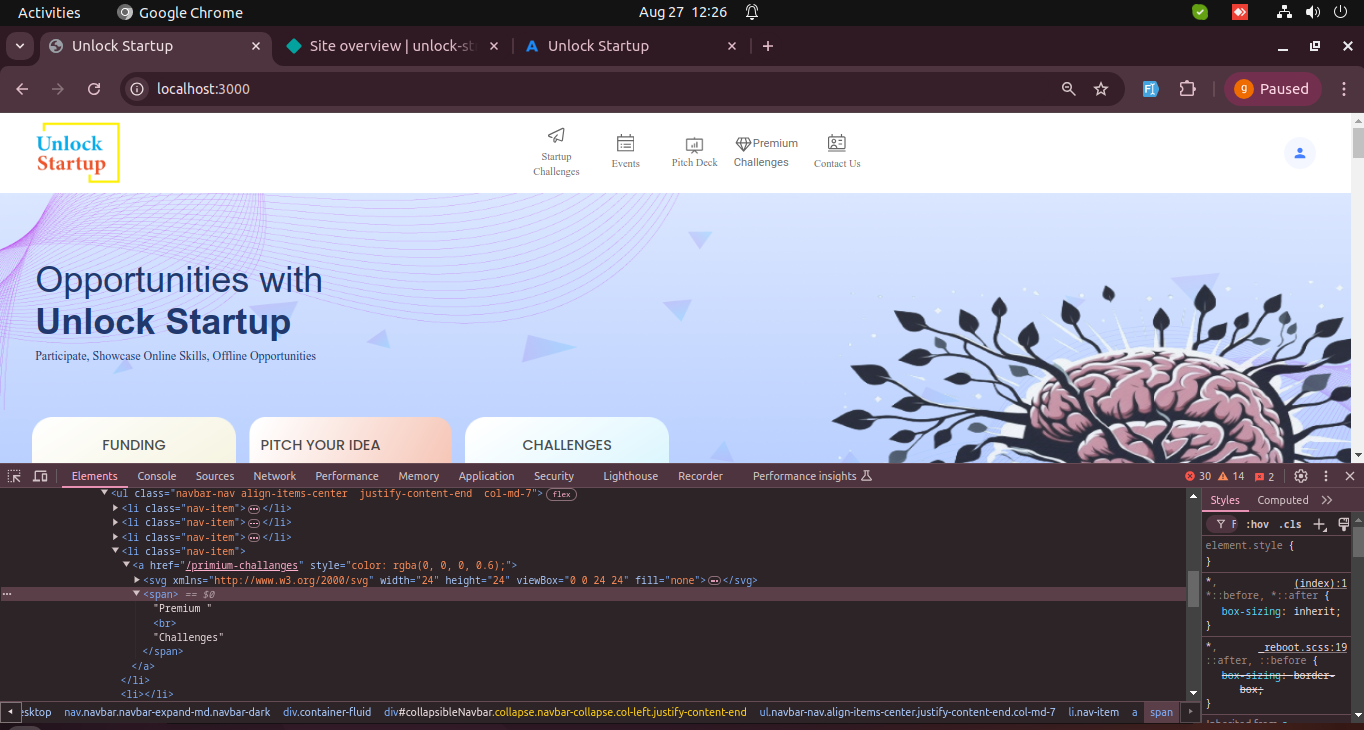 Activities Google Chrome Aug 27 12:26
Unlock Startup Site overview | unlock-st Unlock Startup
localhost:3000 g Paused
Unlock
Startup
Startup
Challenges
Events
Pitch Deck
Premium
Challenges
Contact Us
Opportunities with
Unlock Startup
Participate, Showcase Online Skills, Offline Opportunities
FUNDING PITCH YOUR IDEA CHALLENGES
Elements Console Sources Network Performance Memory Application Security Lighthouse Recorder Performance insights 30 14 2
<ul class="navbar-nav align-items-center  justify-content-end  col-md-7"> flex
<li class="nav-item"> </li>
<li class="nav-item"> </li>
<li class="nav-item"> </li>
<li class="nav-item">
<a href="/primium-challanges" style="color: rgba(0, 0, 0, 0.6);">
<svg xmlns="http://www.w3.org/2000/svg" width="24" height="24" viewBox="0 0 24 24" fill="none"> </svg>
<span> == $0
"Premium "
<br>
"Challenges"
</span>
</a>
</li>
<li></li>
esktop nav.navbar.navbar-expand-md.navbar-dark div.container-fluid div#collapsibleNavbar.collapse.navbar-collapse.col-left.justify-content-end ul.navbar-nav.align-items-center.justify-content-end.col-md-7 li.nav-item a span
Styles Computed
F :hov .cls
element.style {
}
*, (index):1
*::before, *::after {
box-sizing: inherit;
}
*, _reboot.scss:19
::after, ::before {
box-sizing: border-
box;
}
Inherited from a